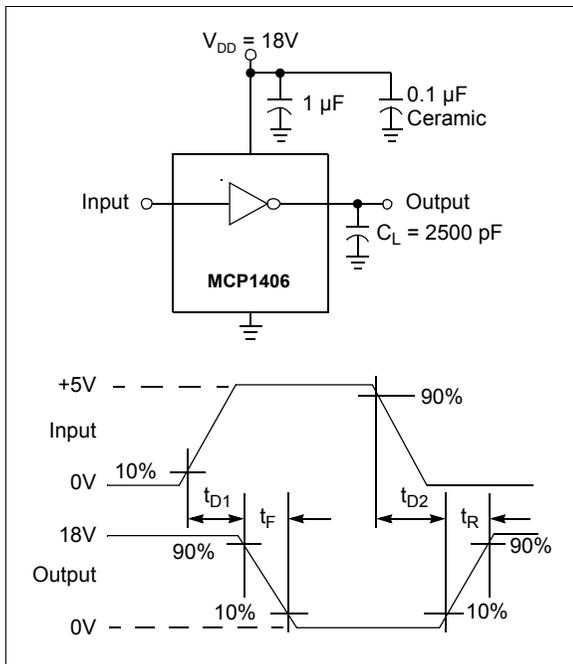 V_DD = 18V
1 µF
0.1 µF
Ceramic
Input
Output
C_L = 2500 pF
MCP1406
+5V
90%
Input
10%
0V
t_D1
t_F
t_D2
t_R
18V
90%
90%
Output
10%
10%
0V